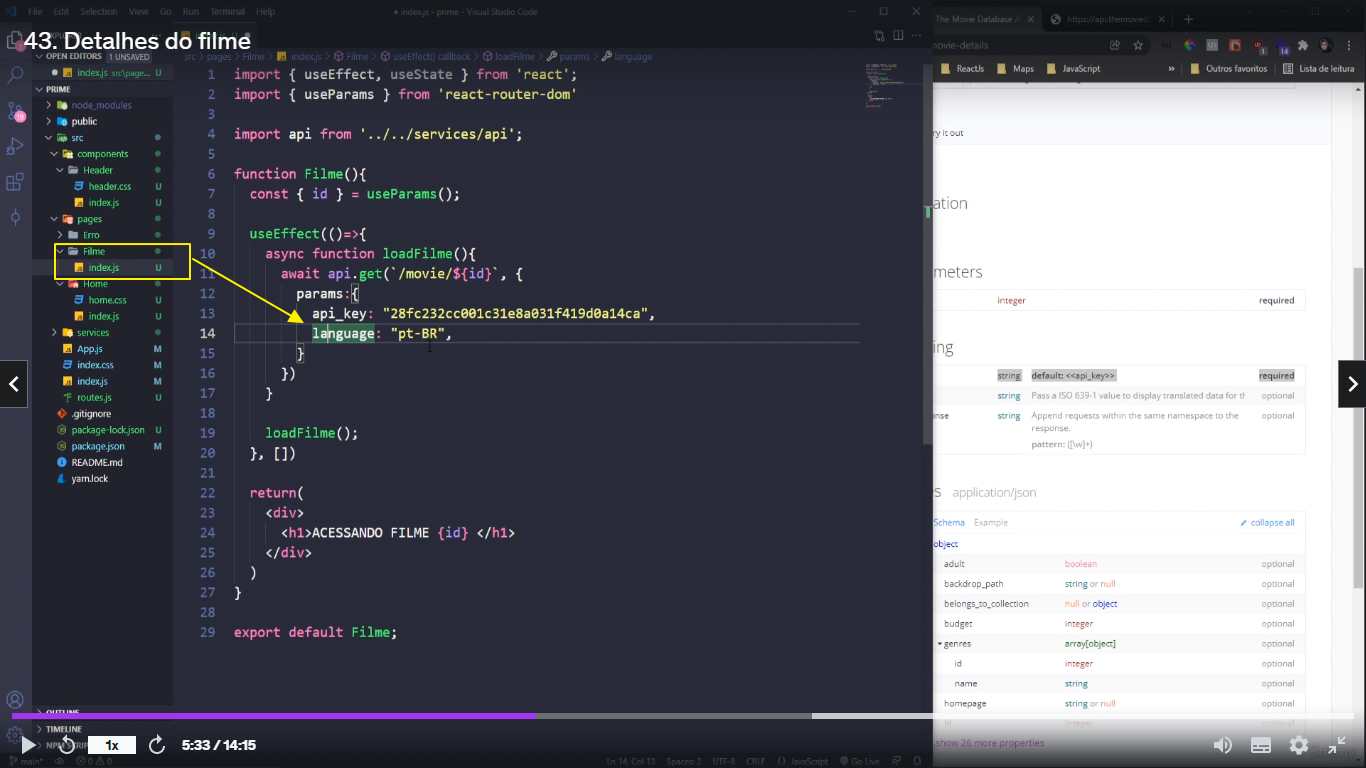 File Edit Selection View Go Run Terminal Help
index.js - prime - Visual Studio Code
43. Detalhes do filme
OPEN EDITORS 1 UNSAVED
index.js src\page... U
PRIME
node_modules
public
src
components
Header
header.css U
index.js U
pages
Erro
Filme
index.js U
Home
home.css U
index.js U
services
App.js M
index.css M
index.js M
routes.js U
.gitignore
package-lock.json U
package.json M
README.md
yarn.lock
OUTLINE
TIMELINE
src > pages > Filme > index.js > Filme > useEffect() callback > loadFilme > params > language
1 import { useEffect, useState } from 'react';
2 import { useParams } from 'react-router-dom'
3
4 import api from '../../services/api';
5
6 function Filme(){
7 const { id } = useParams();
8
9 useEffect(()=>{
10 async function loadFilme(){
11 await api.get(`/movie/${id}`, {
12 params:{
13 api_key: "28fc232cc001c31e8a031f419d0a14ca",
14 language: "pt-BR",
15 }
16 })
17 }
18
19 loadFilme();
20 }, [])
21
22 return(
23 <div>
24 <h1>ACESSANDO FILME {id} </h1>
25 </div>
26 )
27 }
28
29 export default Filme;
The Movie Database
https://api.themovied
movie-details
ReactJs Maps JavaScript » Outros favoritos Lista de leitura
ry it out
ation
meters
integer required
ing
string default: <<api_key>> required
string Pass a ISO 639-1 value to display translated data for th optional
onse string Append requests within the same namespace to the optional
response.
pattern: ([\w]+)
es application/json
Schema Example collapse all
object
adult boolean optional
backdrop_path string or null optional
belongs_to_collection null or object optional
budget integer optional
genres array[object] optional
id integer optional
name string optional
homepage string or null optional
id integer optional
show 26 more properties
1x 5:33 / 14:15
main* 0 0 Ln 14, Col 13 Spaces: 2 UTF-8 CRLF JavaScript Go Live